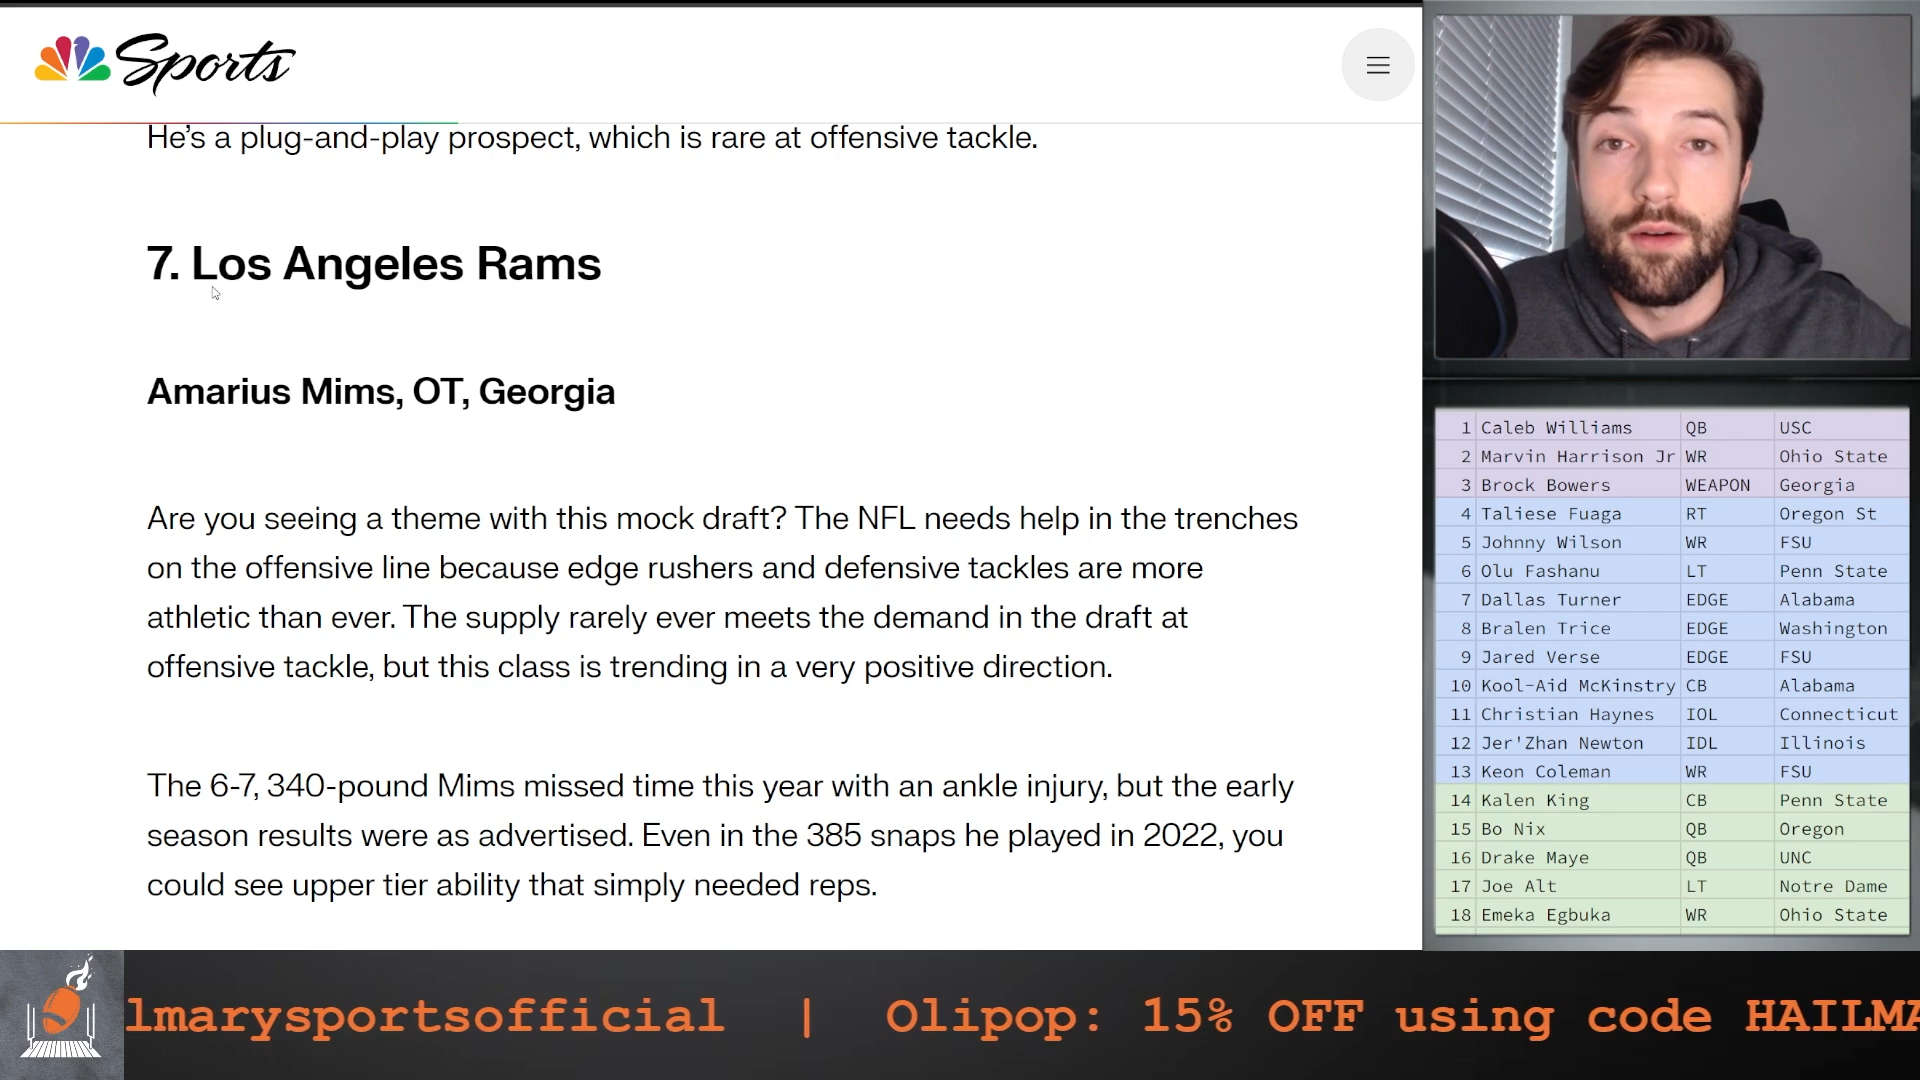 Sports
He's a plug-and-play prospect, which is rare at offensive tackle.
7. Los Angeles Rams
Amarius Mims, OT, Georgia
Are you seeing a theme with this mock draft? The NFL needs help in the trenches
on the offensive line because edge rushers and defensive tackles are more
athletic than ever. The supply rarely ever meets the demand in the draft at
offensive tackle, but this class is trending in a very positive direction.
The 6-7, 340-pound Mims missed time this year with an ankle injury, but the early
season results were as advertised. Even in the 385 snaps he played in 2022, you
could see upper tier ability that simply needed reps.
1 Caleb Williams QB USC
2 Marvin Harrison Jr WR Ohio State
3 Brock Bowers WEAPON Georgia
4 Taliese Fuaga RT Oregon St
5 Johnny Wilson WR FSU
6 Olu Fashanu LT Penn State
7 Dallas Turner EDGE Alabama
8 Bralen Trice EDGE Washington
9 Jared Verse EDGE FSU
10 Kool-Aid McKinstry CB Alabama
11 Christian Haynes IOL Connecticut
12 Jer'Zhan Newton IDL Illinois
13 Keon Coleman WR FSU
14 Kalen King CB Penn State
15 Bo Nix QB Oregon
16 Drake Maye QB UNC
17 Joe Alt LT Notre Dame
18 Emeka Egbuka WR Ohio State
lmarysportsofficial | Olipop: 15% OFF using code HAILMA